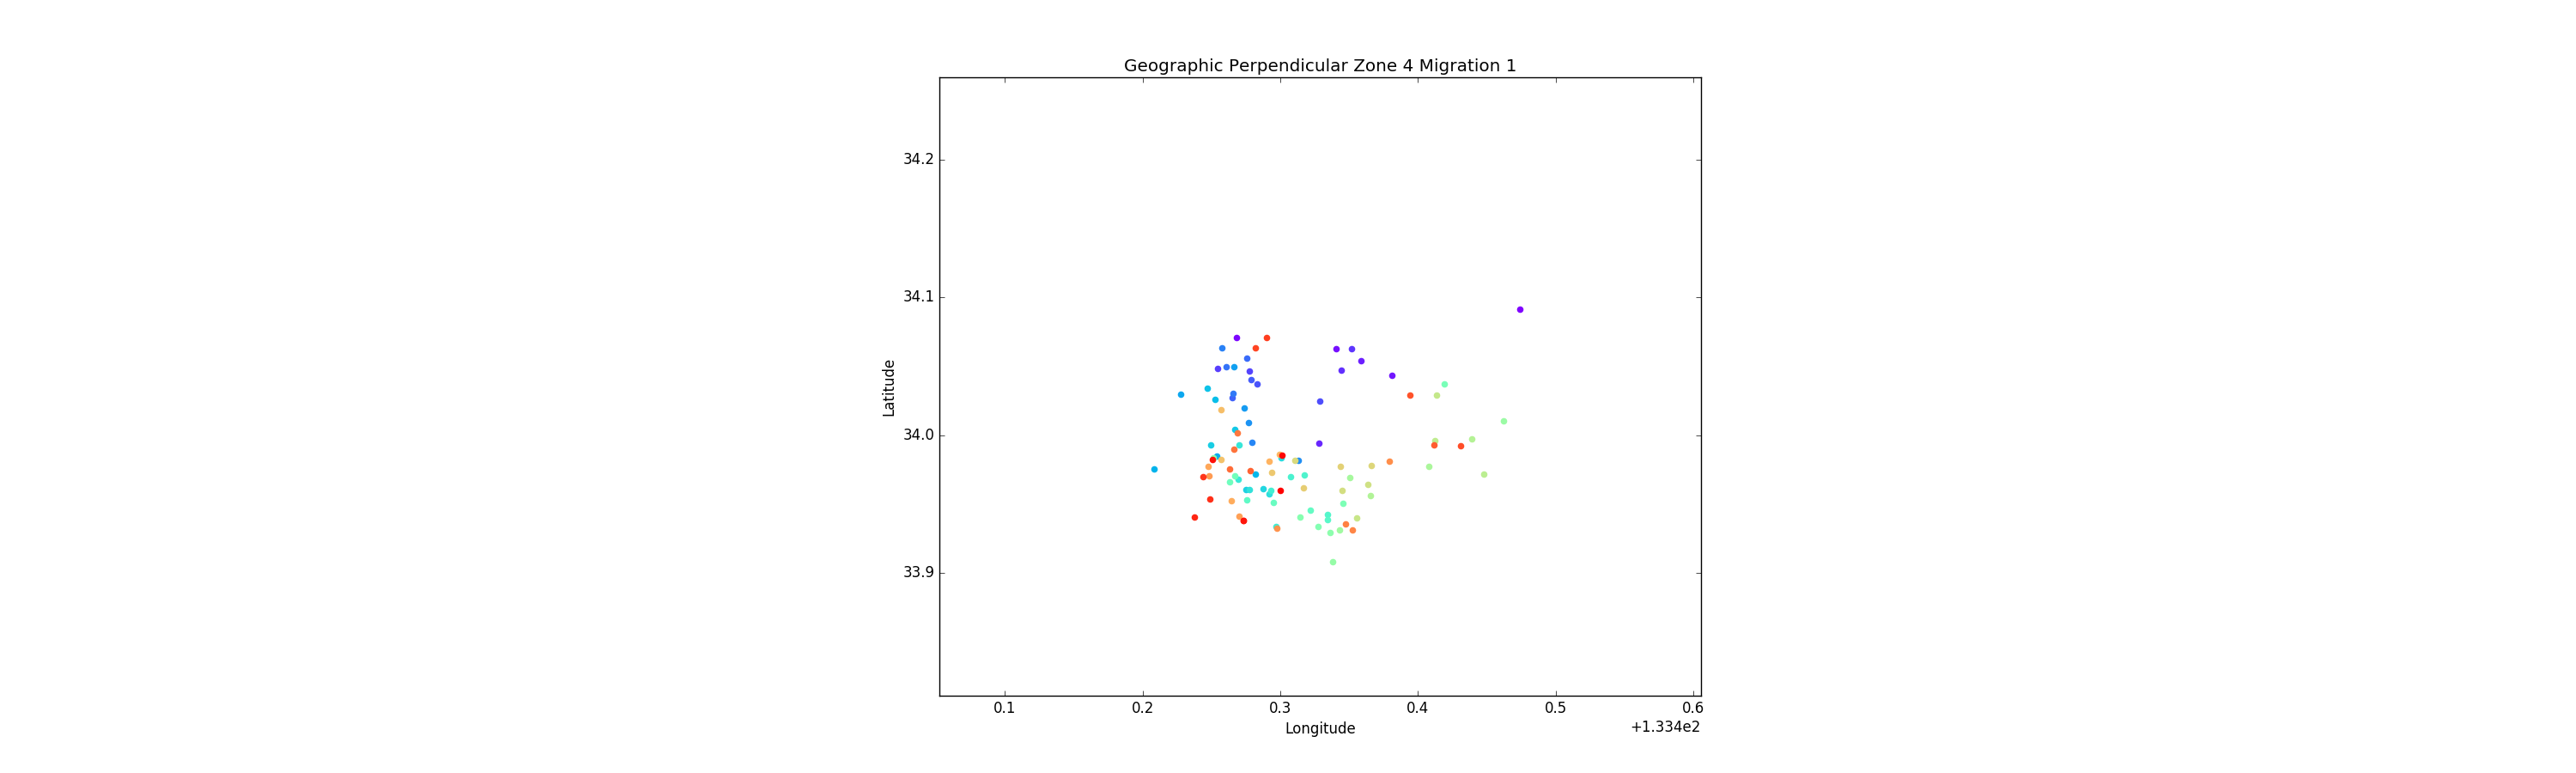 Geographic Perpendicular Zone 4 Migration 1
34.2
34.1
34.0
33.9
Latitude
0.1 0.2 0.3 0.4 0.5 0.6
Longitude
+1.334e2